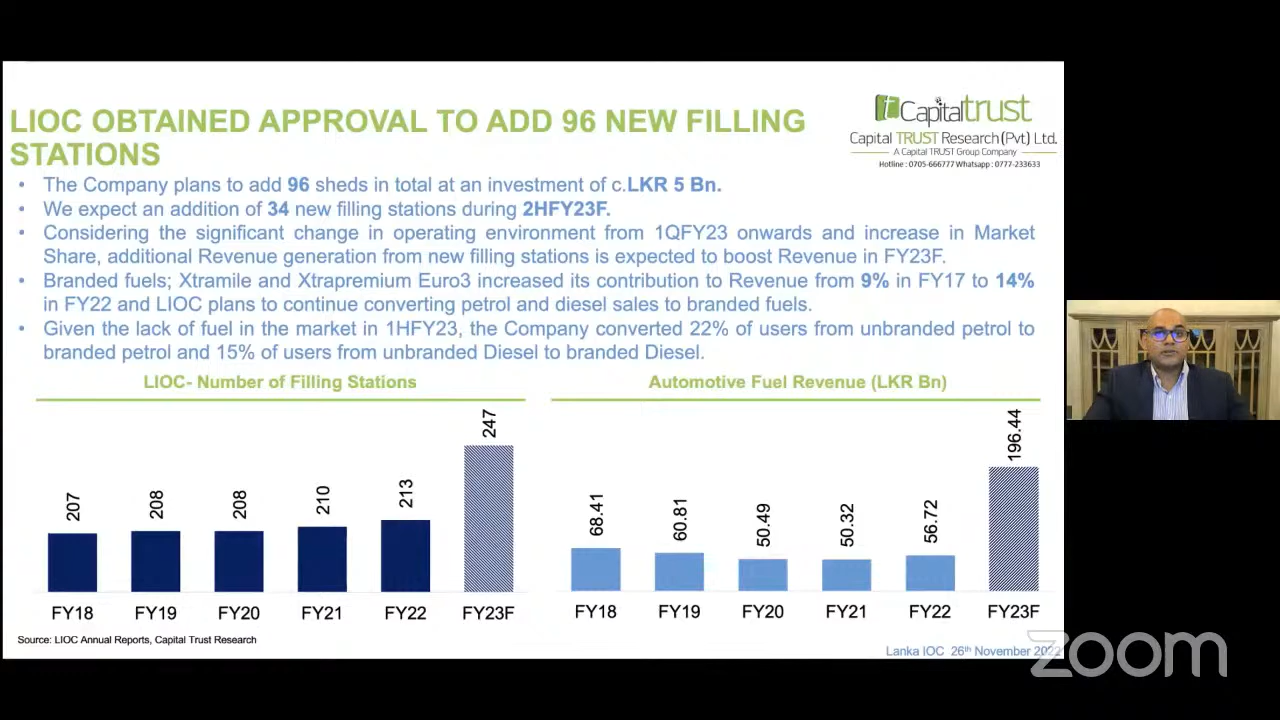 LIOC OBTAINED APPROVAL TO ADD 96 NEW FILLING
STATIONS
Capitaltrust
Capital TRUST Research (Pvt) Ltd.
A Capital TRUST Group Company
Hotline : 0705-666777 Whatsapp : 0777-233633
• The Company plans to add 96 sheds in total at an investment of c.LKR 5 Bn.
• We expect an addition of 34 new filling stations during 2HFY23F.
• Considering the significant change in operating environment from 1QFY23 onwards and increase in Market
Share, additional Revenue generation from new filling stations is expected to boost Revenue in FY23F.
• Branded fuels; Xtramile and Xtrapremium Euro3 increased its contribution to Revenue from 9% in FY17 to 14%
in FY22 and LIOC plans to continue converting petrol and diesel sales to branded fuels.
• Given the lack of fuel in the market in 1HFY23, the Company converted 22% of users from unbranded petrol to
branded petrol and 15% of users from unbranded Diesel to branded Diesel.
LIOC- Number of Filling Stations
207 208 208 210 213 247
FY18 FY19 FY20 FY21 FY22 FY23F
Automotive Fuel Revenue (LKR Bn)
68.41 60.81 50.49 50.32 56.72 196.44
FY18 FY19 FY20 FY21 FY22 FY23F
Source: LIOC Annual Reports, Capital Trust Research
Lanka IOC 26th November 2022
zoom